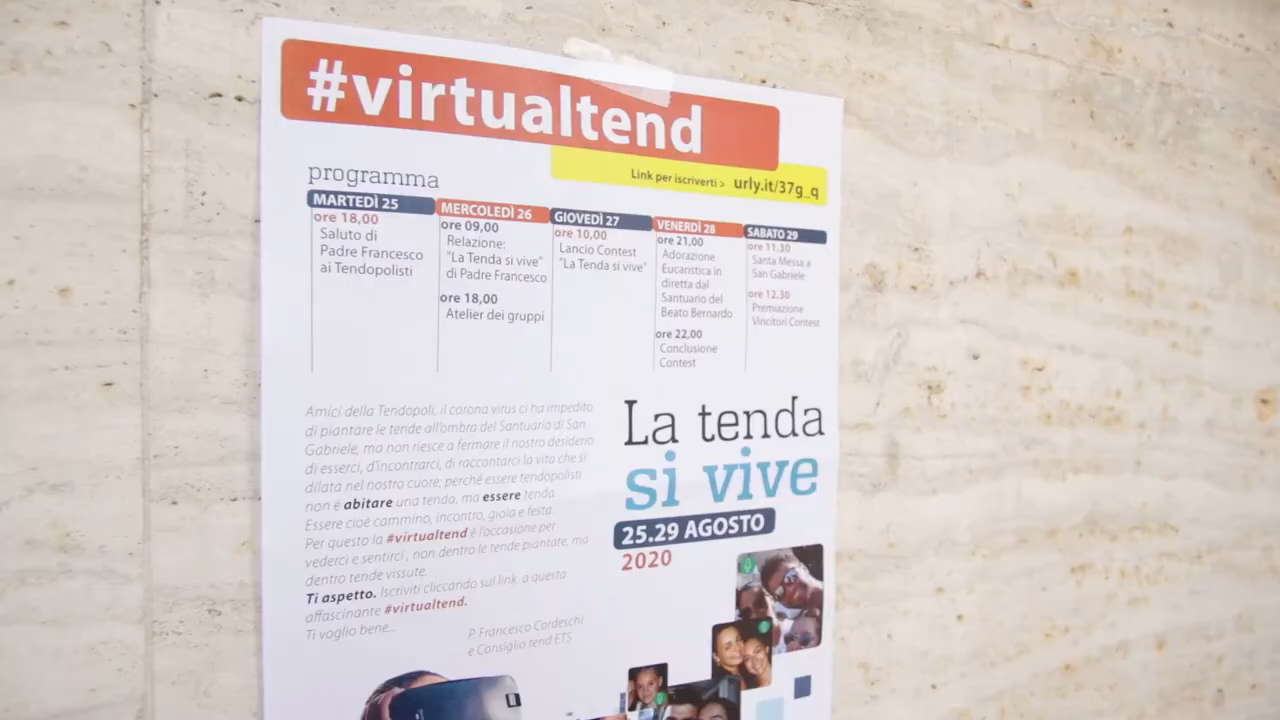 #virtualtend
Link per iscriverti > urly.it/37g_q
programma
MARTEDÌ 25
ore 18,00
Saluto di
Padre Francesco
ai Tendopolisti
MERCOLEDÌ 26
ore 09,00
Relazione:
"La Tenda si vive"
di Padre Francesco
ore 18,00
Atelier dei gruppi
GIOVEDÌ 27
ore 10,00
Lancio Contest
"La Tenda si vive"
VENERDÌ 28
ore 21,00
Adorazione
Eucaristica in
diretta dal
Santuario del
Beato Bernardo
ore 22,00
Conclusione
Contest
SABATO 29
ore 11.30
Santa Messa a
San Gabriele
ore 12,30
Premiazione
Vincitori Contest
Amici della Tendopoli, il corona virus ci ha impedito
di piantare le tende all'ombra del Santuario di San
Gabriele, ma non riesce a fermare il nostro desiderio
di esserci, d'incontrarci, di raccontarci la vita che si
dilata nel nostro cuore; perché essere tendopolisti
non è abitare una tenda, ma essere tenda.
Essere cioè cammino, incontro, gioia e festa.
Per questo la #virtualtend è l'occasione per
vederci e sentirci , non dentro le tende piantate, ma
dentro tende vissute.
Ti aspetto. Iscriviti cliccando sul link a questa
affascinante #virtualtend.
Ti voglio bene...
P. Francesco Cordeschi
e Consiglio tend ETS
La tenda
si vive
25.29 AGOSTO
2020